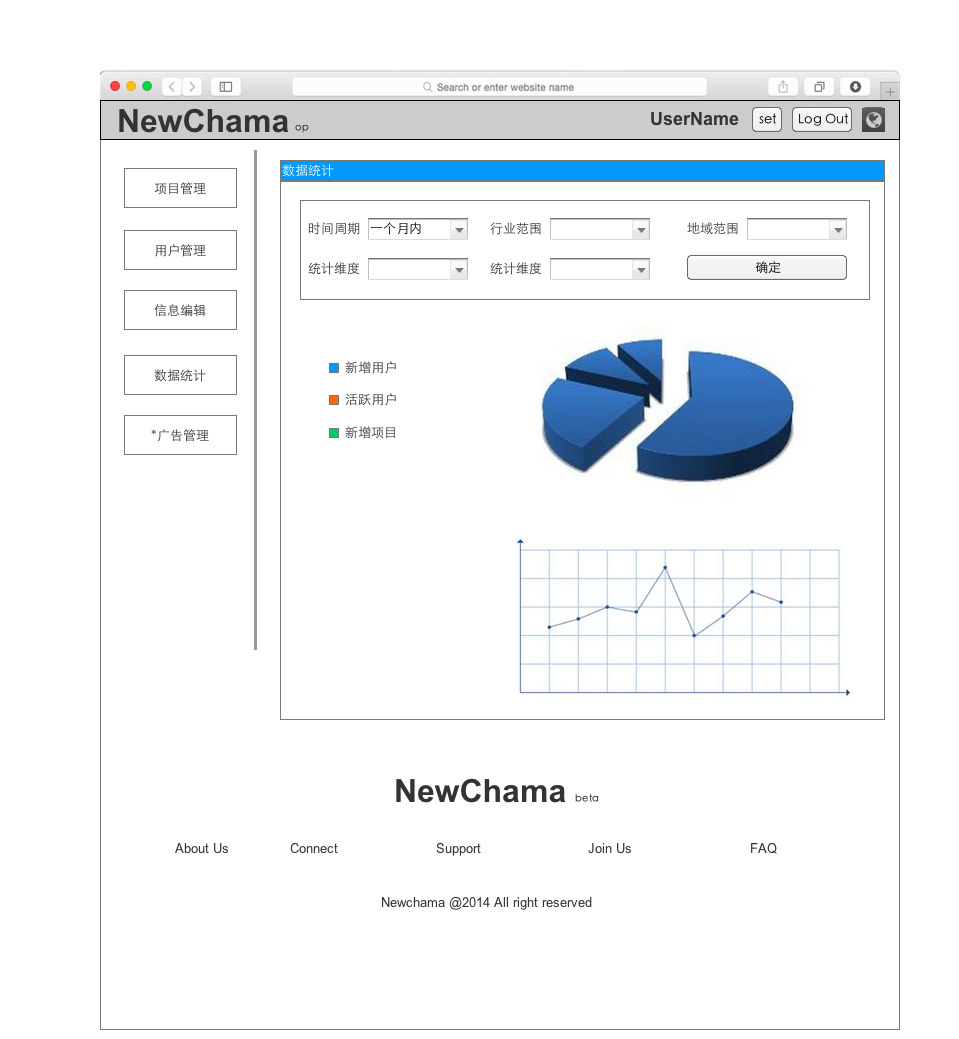 Search or enter website name
NewChama op
UserName set Log Out
项目管理
用户管理
信息编辑
数据统计
*广告管理
数据统计
时间周期 一个月内 行业范围 地域范围
统计维度 统计维度 确定
新增用户
活跃用户
新增项目
NewChama beta
About Us Connect Support Join Us FAQ
Newchama @2014 All right reserved